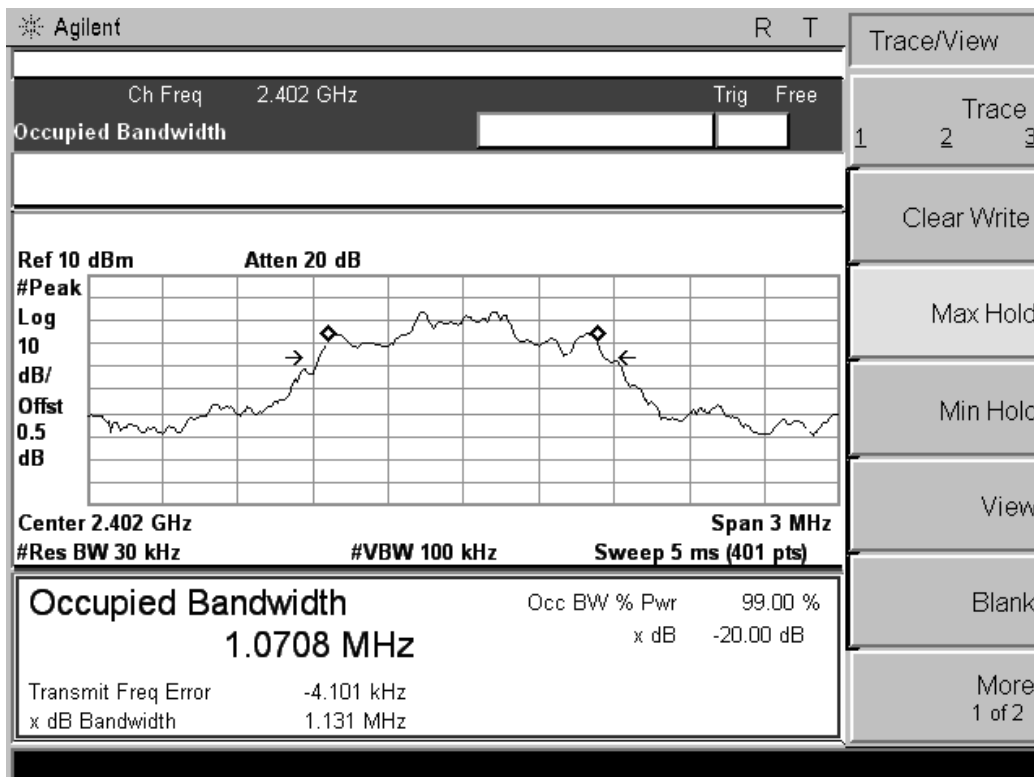 Agilent R T
Ch Freq 2.402 GHz Trig Free
Occupied Bandwidth
Ref 10 dBm Atten 20 dB
#Peak
Log
10
dB/
Offst
0.5
dB
Center 2.402 GHz Span 3 MHz
#Res BW 30 kHz #VBW 100 kHz Sweep 5 ms (401 pts)
Occupied Bandwidth Occ BW % Pwr 99.00 %
1.0708 MHz x dB -20.00 dB
Transmit Freq Error -4.101 kHz
x dB Bandwidth 1.131 MHz
Trace/View
Trace
1 2 3
Clear Write
Max Hold
Min Hold
View
Blank
More
1 of 2